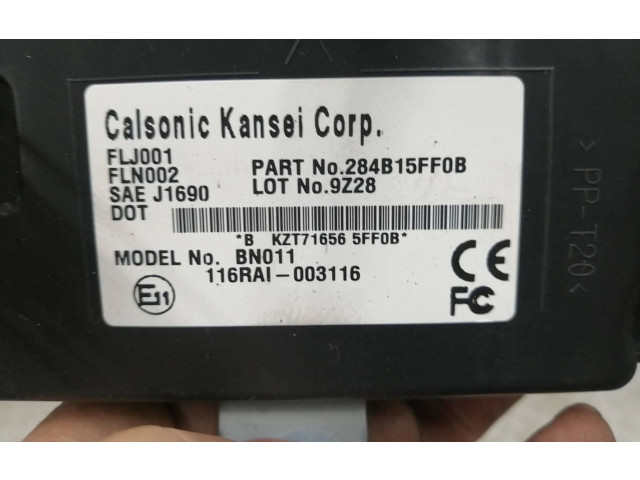 Calsonic Kansei Corp.
FLJ001
FLN002 PART No.284B15FF0B
SAE J1690 LOT No.9Z28
DOT
*B KZT71656 5FF0B*
MODEL No. BN011
116RAI-003116
E11
CE
FC
>PP-T20<